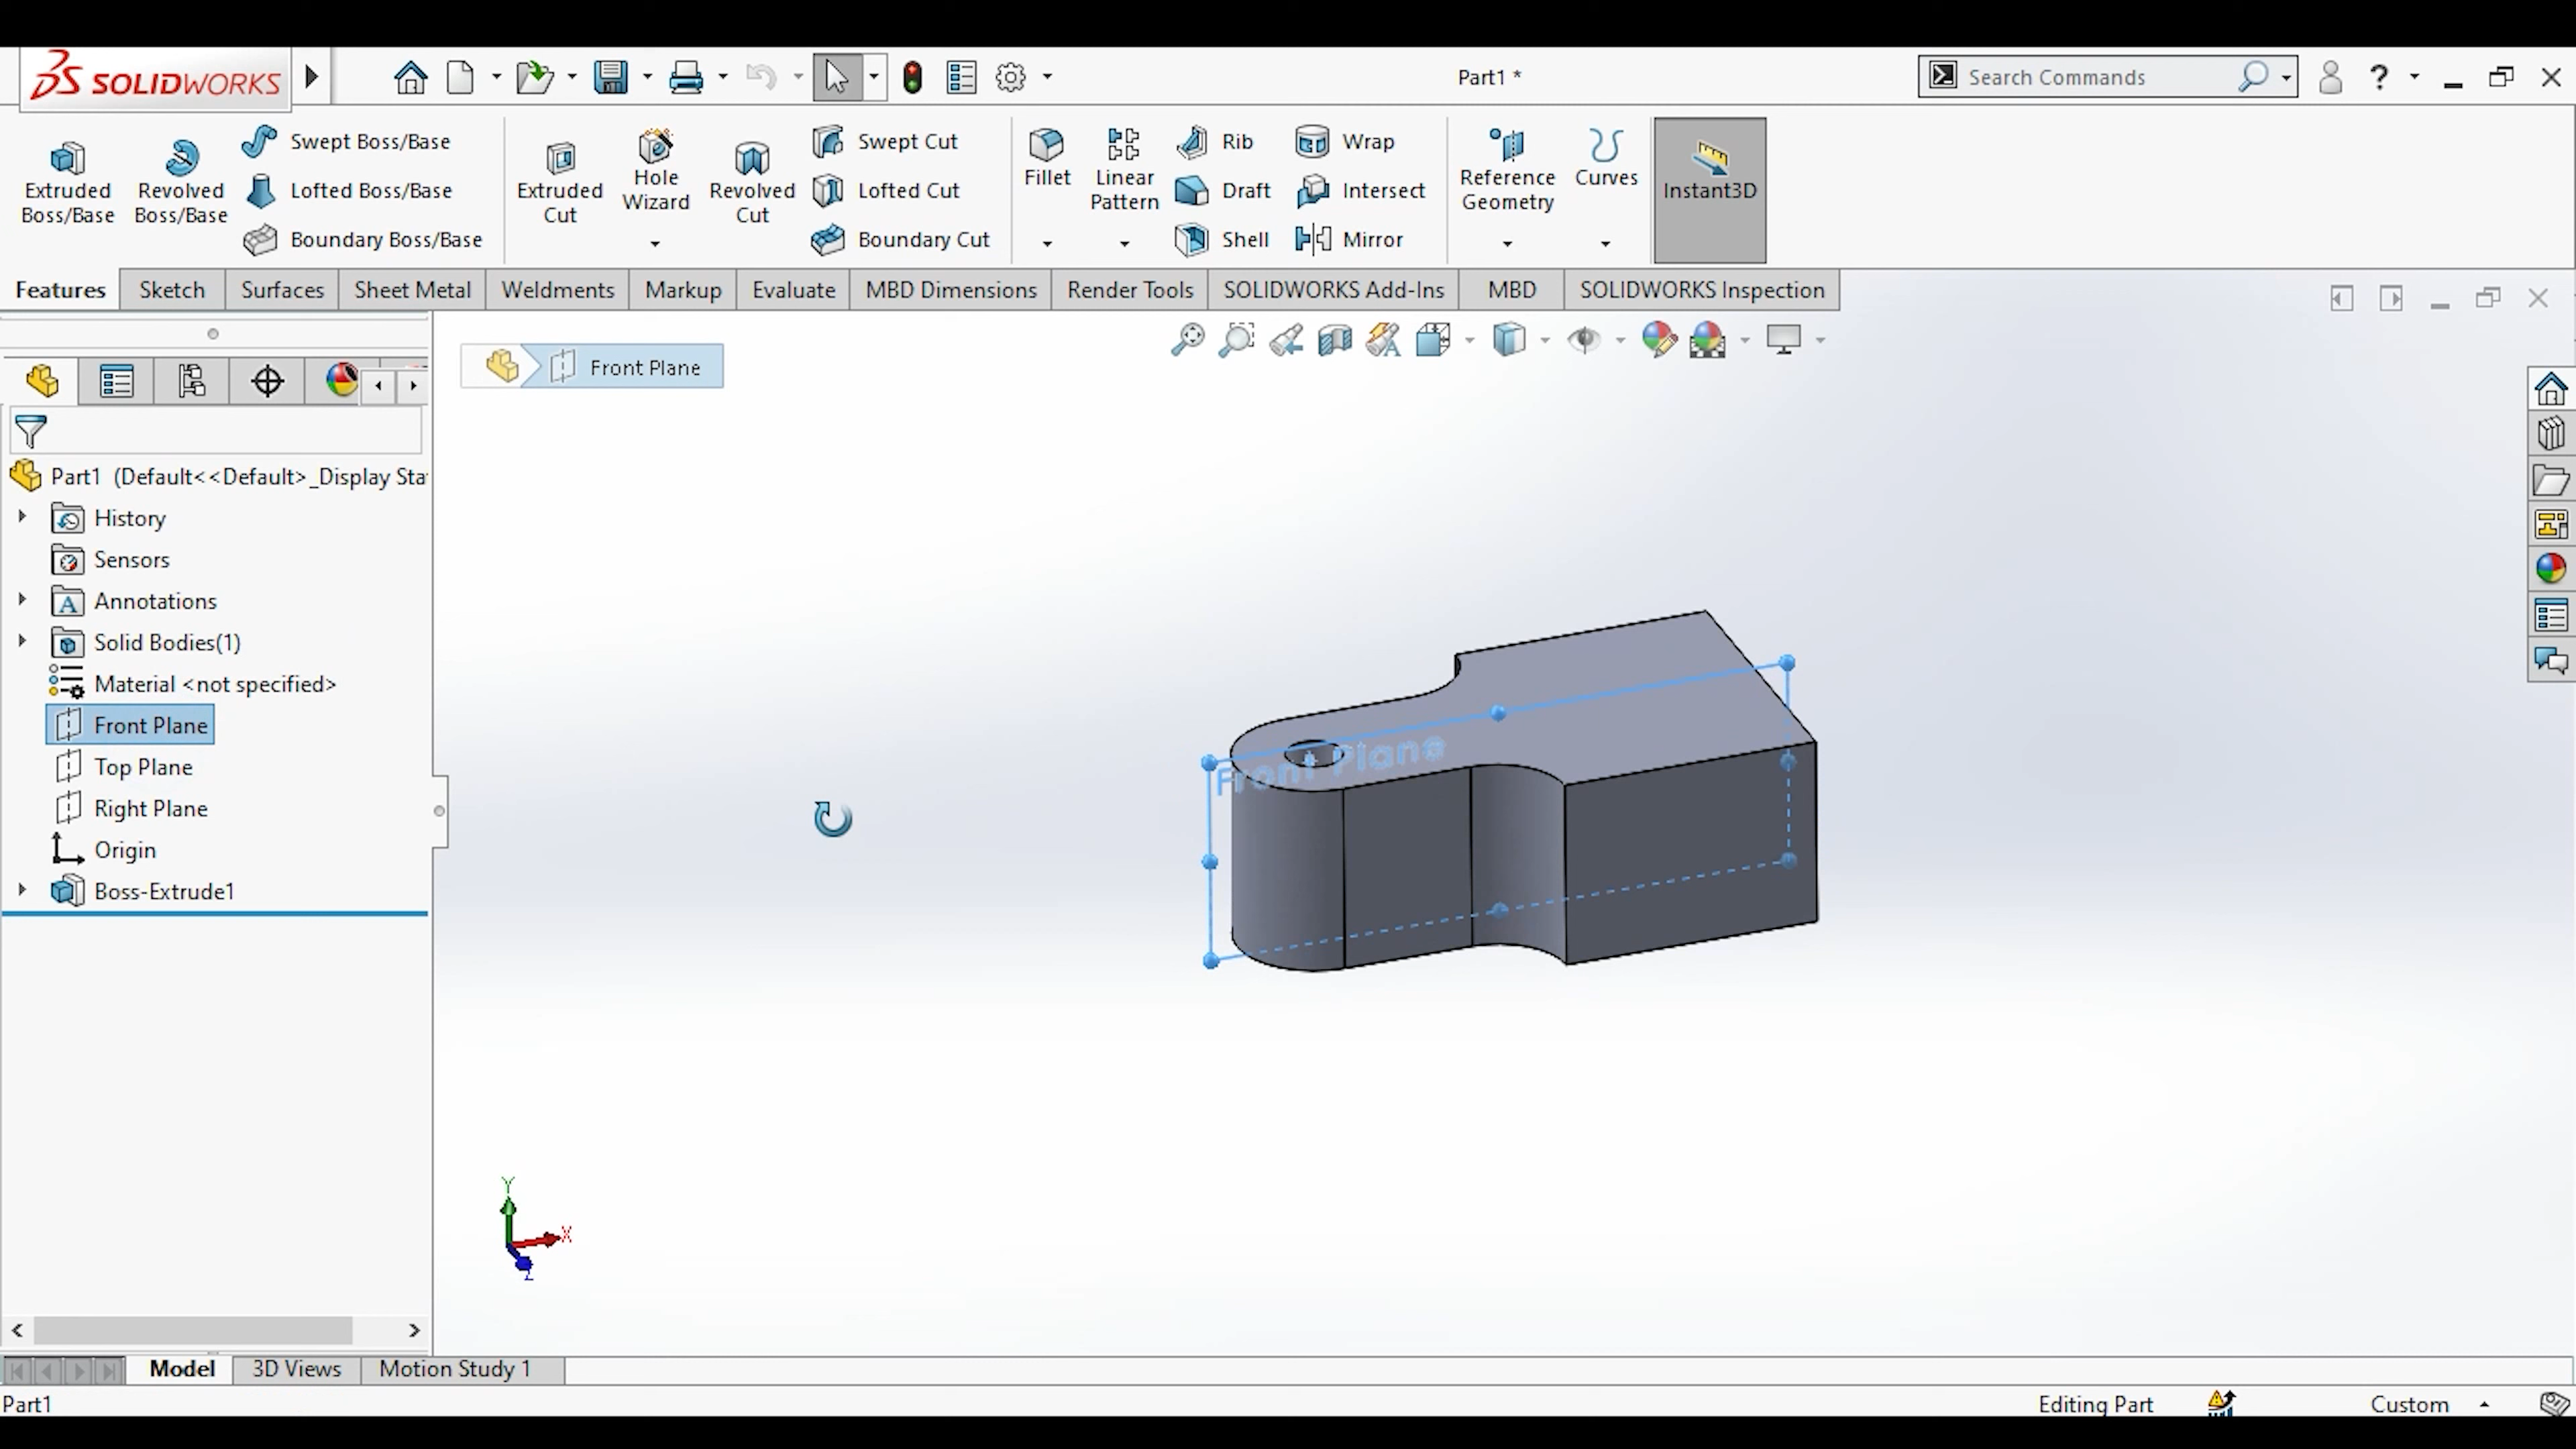 SOLIDWORKS
Part1 *
Search Commands
?
Extruded Boss/Base
Revolved Boss/Base
Swept Boss/Base
Lofted Boss/Base
Boundary Boss/Base
Extruded Cut
Hole Wizard
Revolved Cut
Swept Cut
Lofted Cut
Boundary Cut
Fillet
Linear Pattern
Rib
Draft
Shell
Wrap
Intersect
Mirror
Reference Geometry
Curves
Instant3D
Features
Sketch
Surfaces
Sheet Metal
Weldments
Markup
Evaluate
MBD Dimensions
Render Tools
SOLIDWORKS Add-Ins
MBD
SOLIDWORKS Inspection
Front Plane
Part1 (Default<<Default>_Display Sta
History
Sensors
Annotations
Solid Bodies(1)
Material <not specified>
Front Plane
Top Plane
Right Plane
Origin
Boss-Extrude1
Front Plane
Y
X
Z
Model
3D Views
Motion Study 1
Part1
Editing Part
Custom